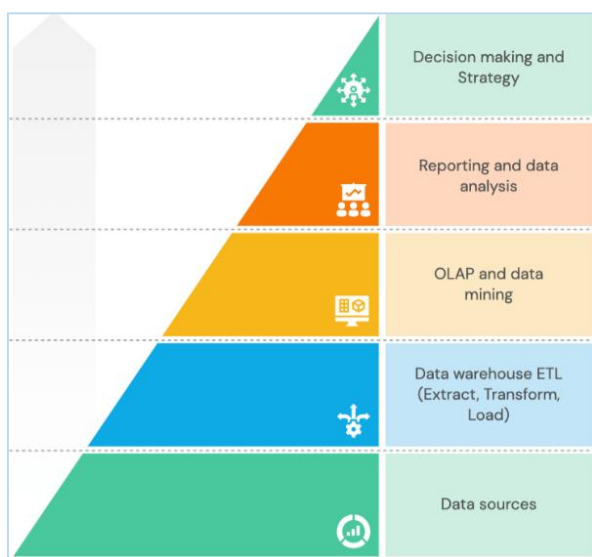 Decision making and
Strategy
Reporting and data
analysis
OLAP and data
mining
Data warehouse ETL
(Extract, Transform,
Load)
Data sources